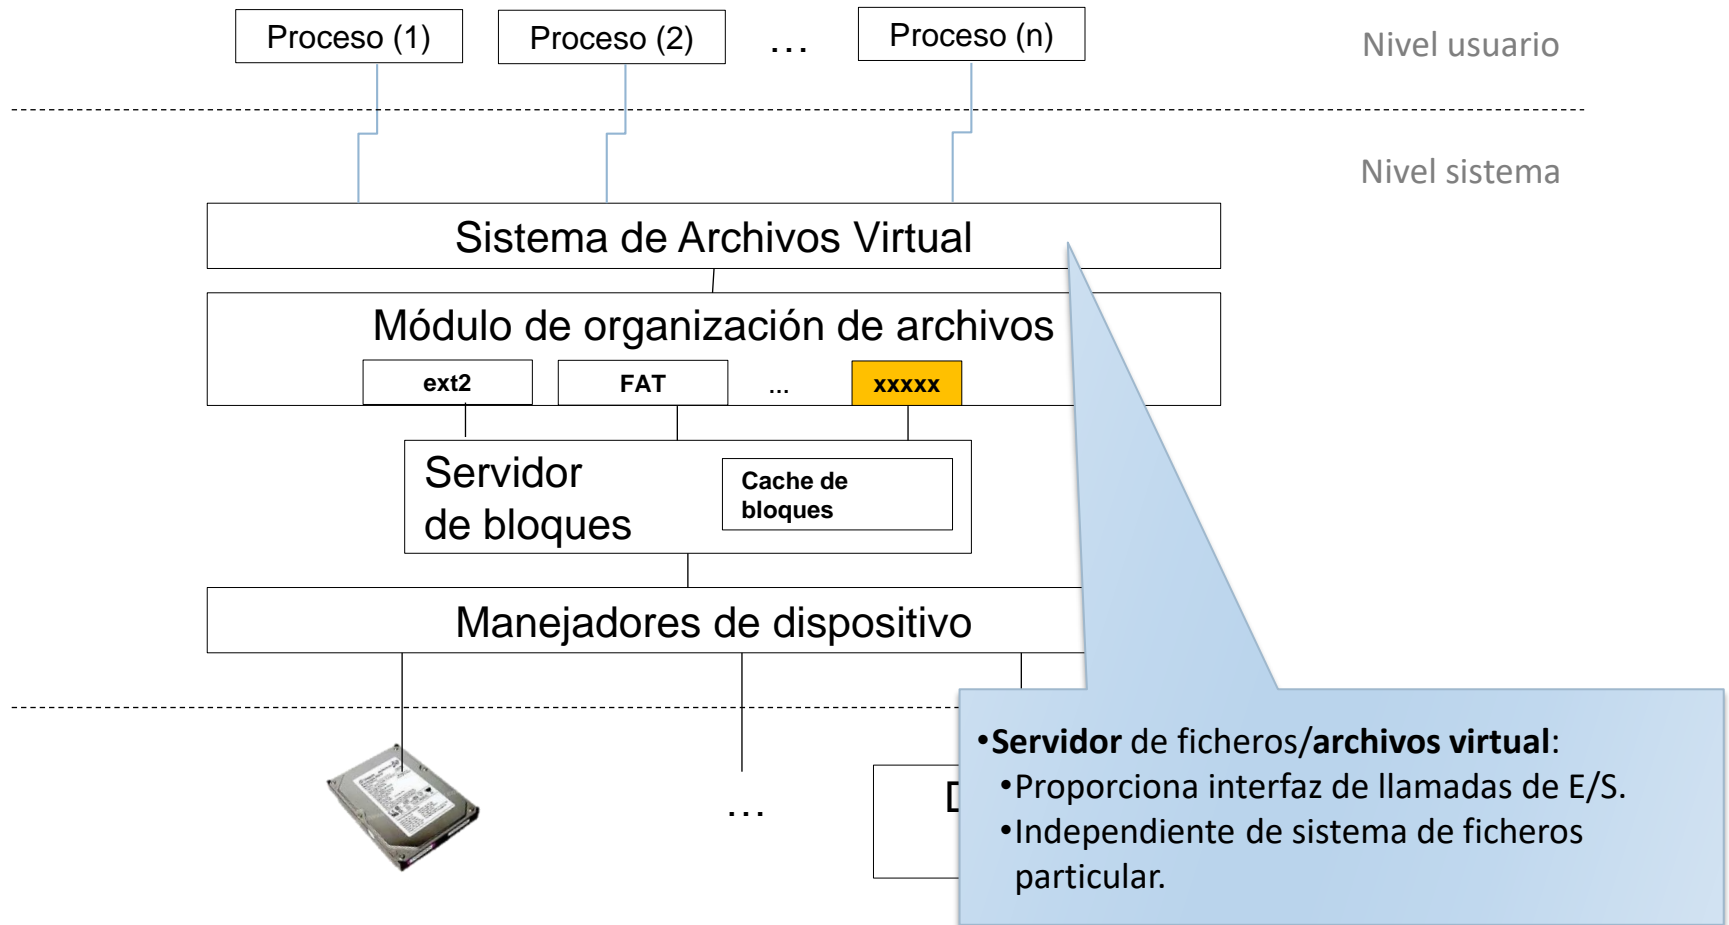 Proceso (1)
Proceso (2)
...
Proceso (n)
Nivel usuario
Nivel sistema
Sistema de Archivos Virtual
Módulo de organización de archivos
ext2
FAT
...
xxxxx
Servidor
de bloques
Cache de
bloques
Manejadores de dispositivo
...
•Servidor de ficheros/archivos virtual:
•Proporciona interfaz de llamadas de E/S.
•Independiente de sistema de ficheros
particular.